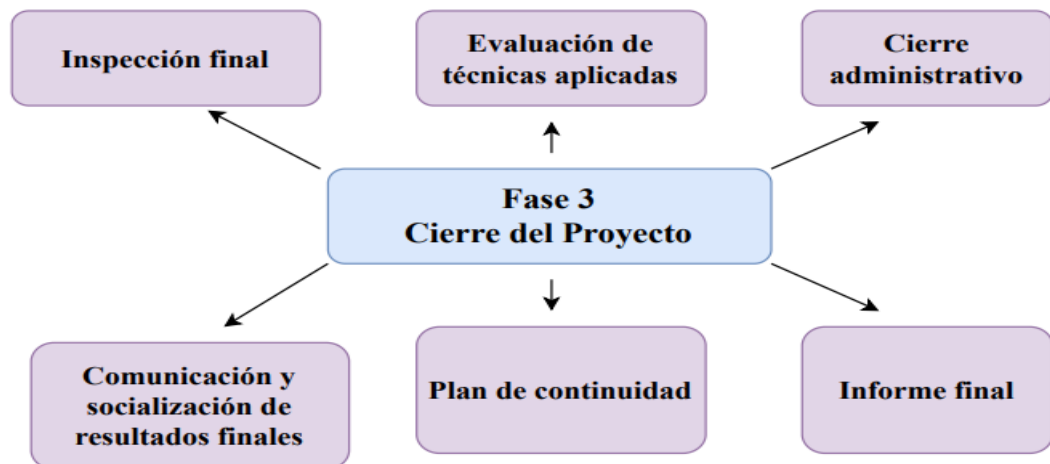 Inspección final
Evaluación de
técnicas aplicadas
Cierre
administrativo
Fase 3
Cierre del Proyecto
Comunicación y
socialización de
resultados finales
Plan de continuidad
Informe final